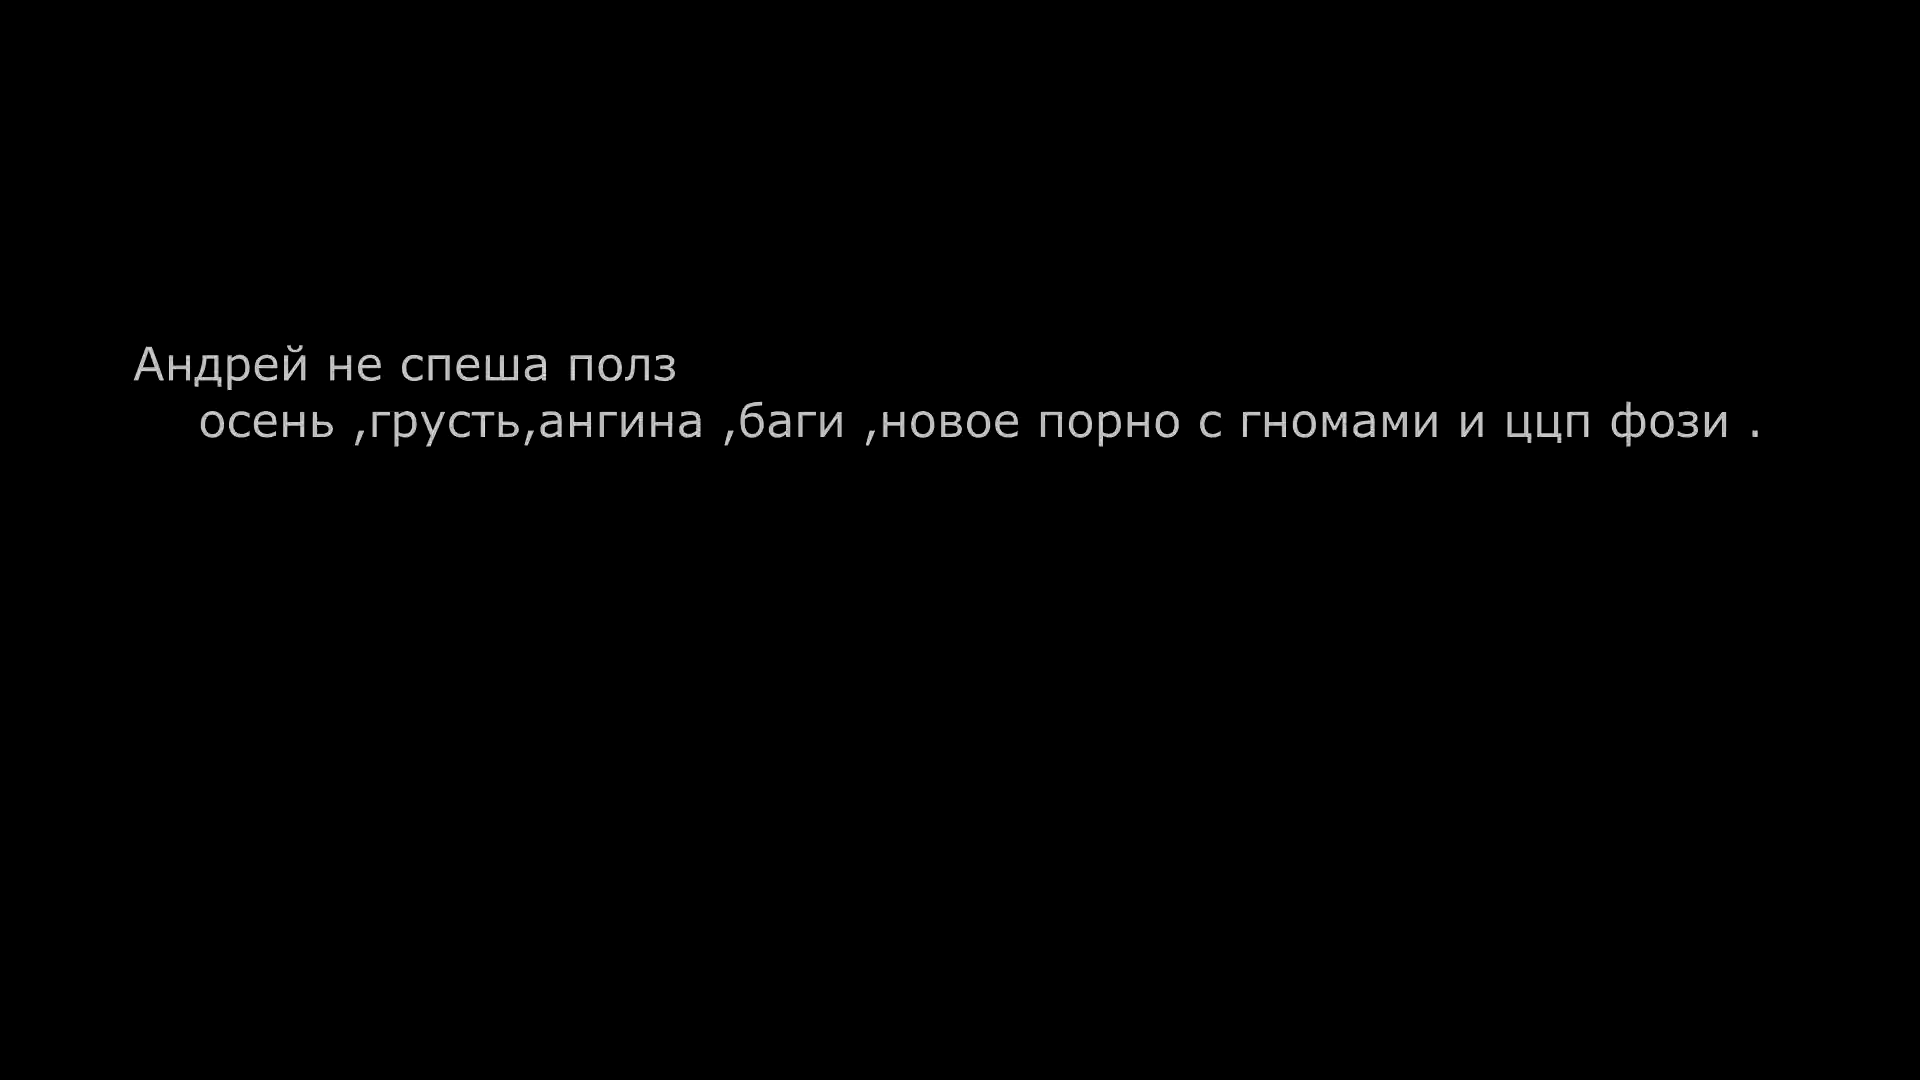 Андрей не спеша полз
осень ,грусть,ангина ,баги ,новое порно с гномами и ццп фози .